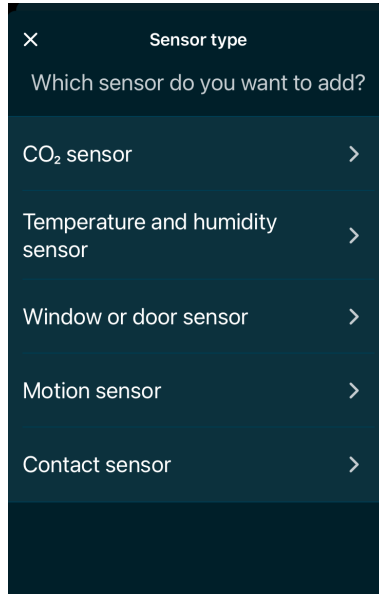 Sensor type
Which sensor do you want to add?
CO₂ sensor
Temperature and humidity
sensor
Window or door sensor
Motion sensor
Contact sensor